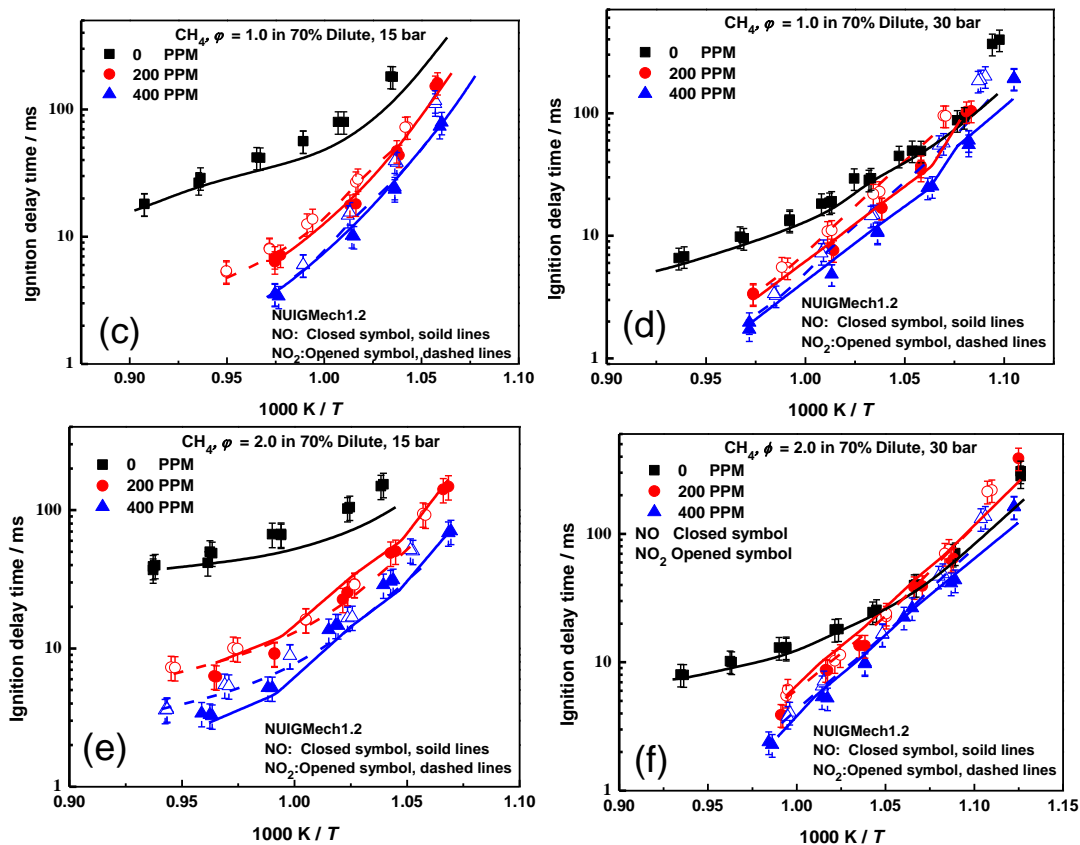 CH4, φ = 1.0 in 70% Dilute, 15 bar
0 PPM
200 PPM
400 PPM
NUIGMech1.2
NO: Closed symbol, soild lines
NO2:Opened symbol, dashed lines
(c)
Ignition delay time / ms
100
10
1
0.90 0.95 1.00 1.05 1.10
1000 K / T
CH4, φ = 1.0 in 70% Dilute, 30 bar
0 PPM
200 PPM
400 PPM
NUIGMech1.2
NO: Closed symbol, soild lines
NO2:Opened symbol, dashed lines
(d)
Ignition delay time / ms
100
10
1
0.90 0.95 1.00 1.05 1.10
1000 K / T
CH4, φ = 2.0 in 70% Dilute, 15 bar
0 PPM
200 PPM
400 PPM
NUIGMech1.2
NO: Closed symbol, soild lines
NO2:Opened symbol, dashed lines
(e)
Ignition delay time / ms
100
10
1
0.90 0.95 1.00 1.05 1.10
1000 K / T
CH4, ϕ = 2.0 in 70% Dilute, 30 bar
0 PPM
200 PPM
400 PPM
NO Closed symbol
NO2 Opened symbol
NUIGMech1.2
NO: Closed symbol, soild lines
NO2:Opened symbol, dashed lines
(f)
Ignition delay time / ms
100
10
1
0.90 0.95 1.00 1.05 1.10 1.15
1000 K / T